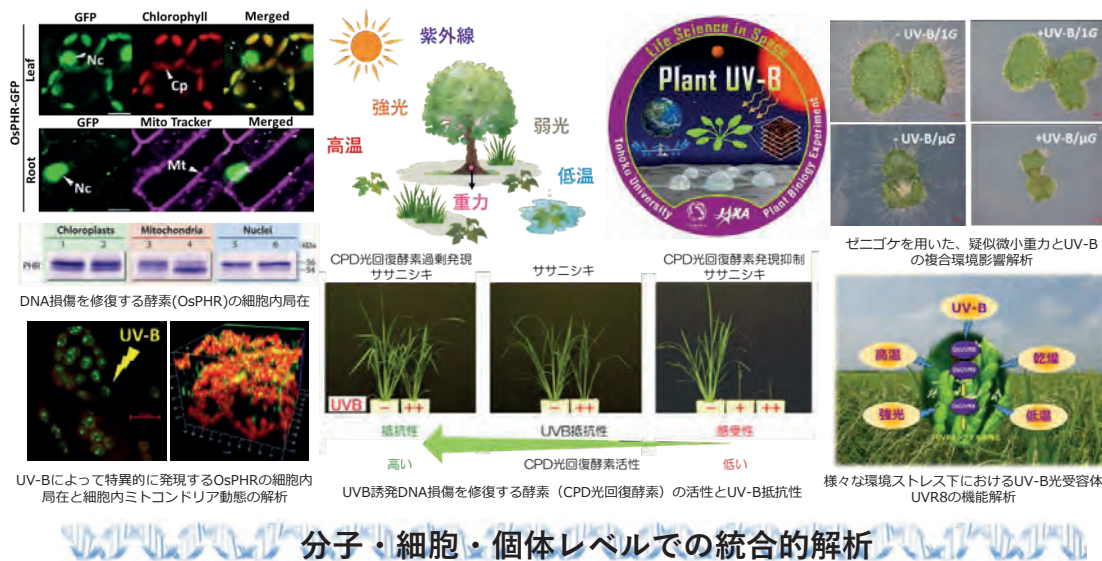 GFP Chlorophyll Merged
OsPHR-GFP
Leaf
Nc
Cp
GFP Mito Tracker Merged
Root
Nc
Mt
Chloroplasts Mitochondria Nuclei
1 2 3 4 5 6 kDa
PHR
56
54
DNA損傷を修復する酵素(OsPHR)の細胞内局在
UV-B
UV-Bによって特異的に発現するOsPHRの細胞内
局在と細胞内ミトコンドリア動態の解析
紫外線
強光
弱光
高温
低温
重力
Life Science in Space
Plant UV-B
Tohoku University
Plant Biology Experiment
JAXA
- UV-B/1G
+UV-B/1G
- UV-B/μG
+UV-B/μG
ゼニゴケを用いた、疑似微小重力とUV-B
の複合環境影響解析
CPD光回復酵素過剰発現
ササニシキ
ササニシキ
CPD光回復酵素発現抑制
ササニシキ
UVB
− ++
− ++
− + ++
抵抗性 UVB抵抗性 感受性
高い CPD光回復酵素活性 低い
UVB誘発DNA損傷を修復する酵素（CPD光回復酵素）の活性とUV-B抵抗性
UV-B
高温
乾燥
OsUVR8
OsUVR8
OsUVR8
強光
低温
様々な環境ストレス下におけるUV-B光受容体
UVR8の機能解析
分子・細胞・個体レベルでの統合的解析